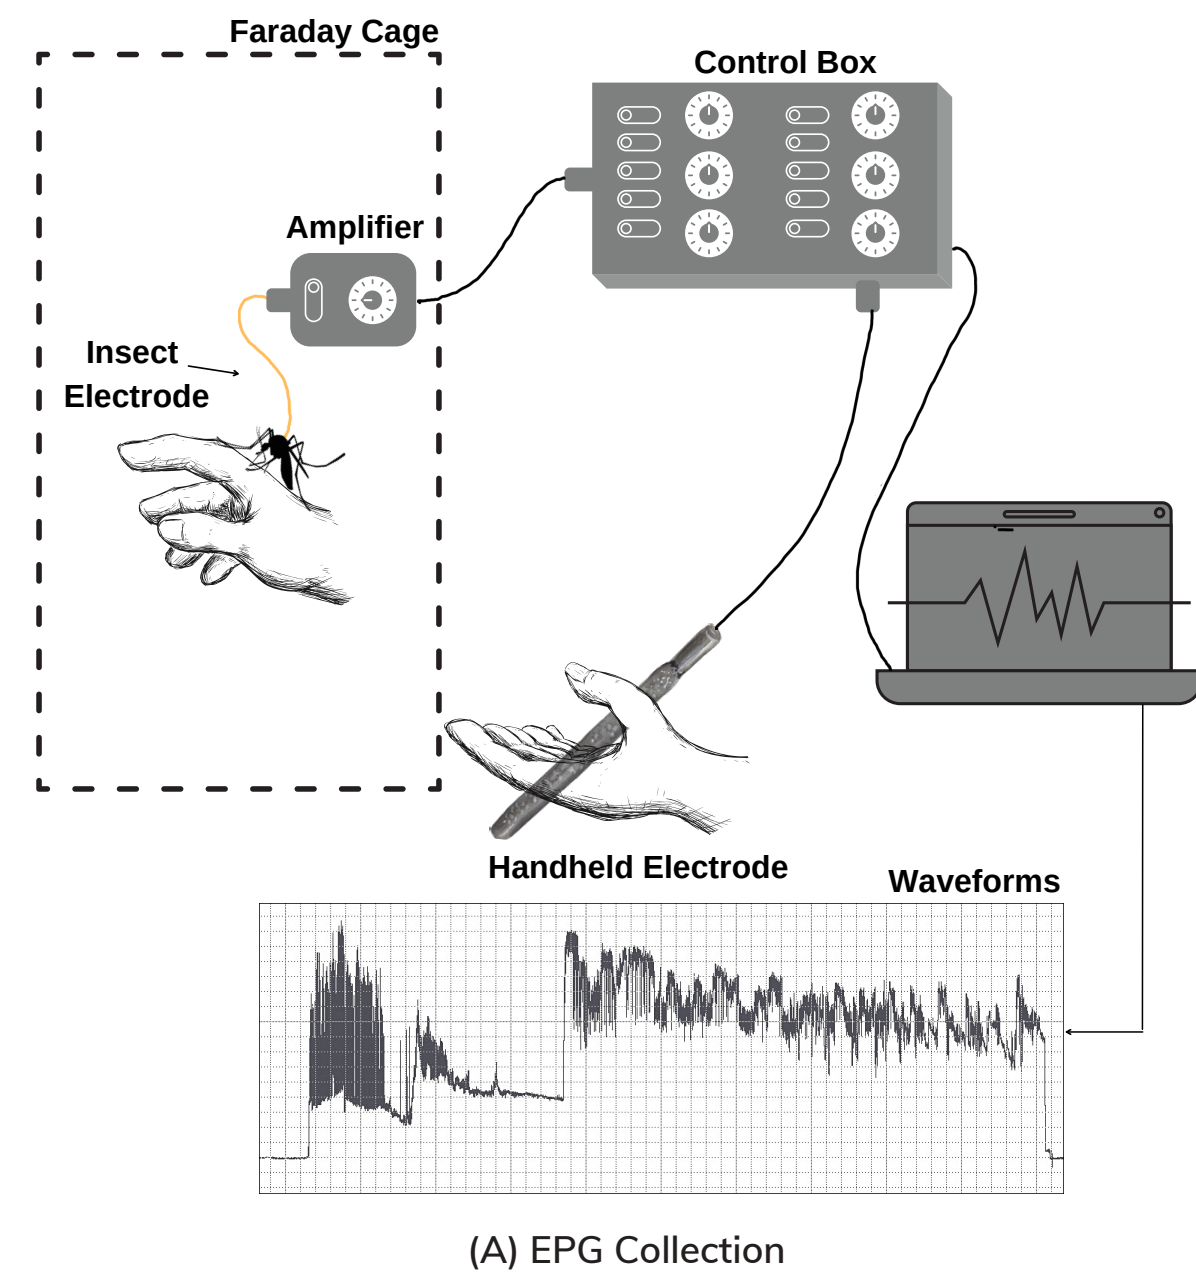 Faraday Cage
Control Box
Amplifier
Insect
Electrode
Handheld Electrode
Waveforms
(A) EPG Collection